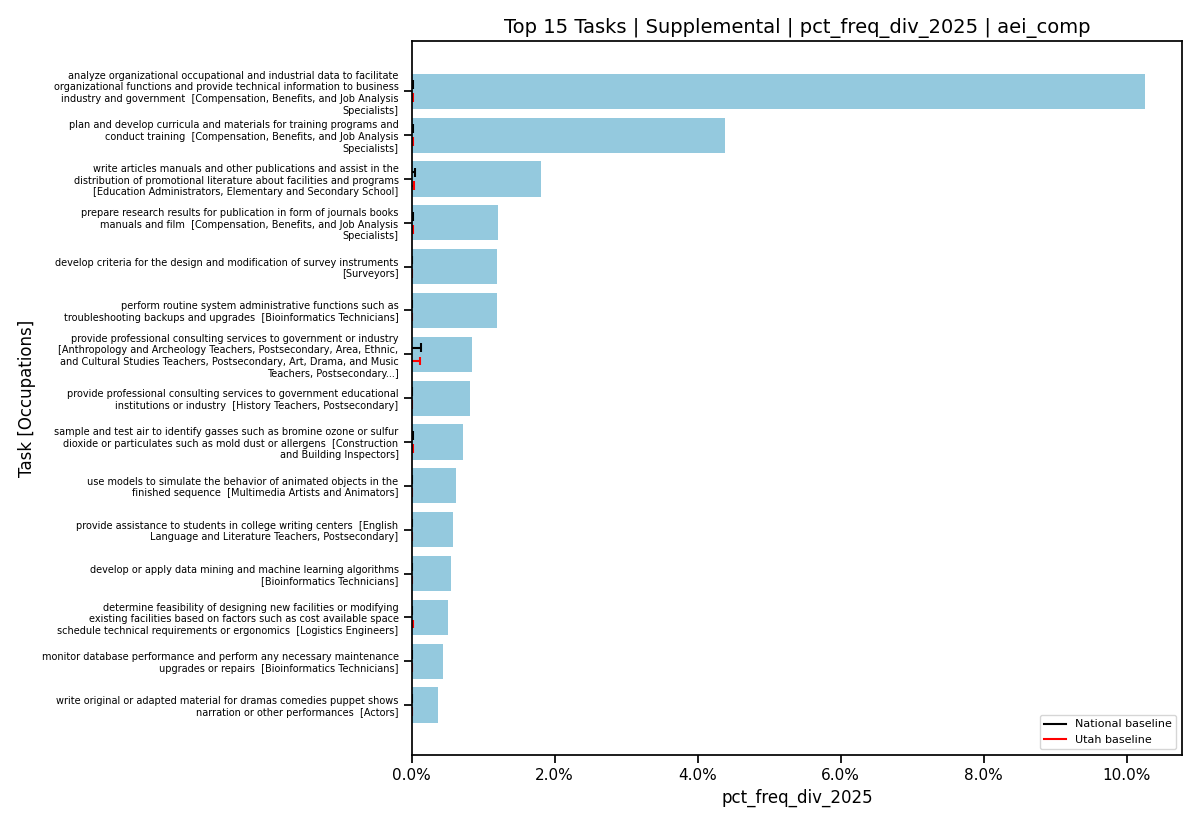 Top 15 Tasks | Supplemental | pct_freq_div_2025 | aei_comp
Task [Occupations]
analyze organizational occupational and industrial data to facilitate
organizational functions and provide technical information to business
industry and government  [Compensation, Benefits, and Job Analysis
Specialists]
plan and develop curricula and materials for training programs and
conduct training  [Compensation, Benefits, and Job Analysis
Specialists]
write articles manuals and other publications and assist in the
distribution of promotional literature about facilities and programs
[Education Administrators, Elementary and Secondary School]
prepare research results for publication in form of journals books
manuals and film  [Compensation, Benefits, and Job Analysis
Specialists]
develop criteria for the design and modification of survey instruments
[Surveyors]
perform routine system administrative functions such as
troubleshooting backups and upgrades  [Bioinformatics Technicians]
provide professional consulting services to government or industry
[Anthropology and Archeology Teachers, Postsecondary, Area, Ethnic,
and Cultural Studies Teachers, Postsecondary, Art, Drama, and Music
Teachers, Postsecondary...]
provide professional consulting services to government educational
institutions or industry  [History Teachers, Postsecondary]
sample and test air to identify gasses such as bromine ozone or sulfur
dioxide or particulates such as mold dust or allergens  [Construction
and Building Inspectors]
use models to simulate the behavior of animated objects in the
finished sequence  [Multimedia Artists and Animators]
provide assistance to students in college writing centers  [English
Language and Literature Teachers, Postsecondary]
develop or apply data mining and machine learning algorithms
[Bioinformatics Technicians]
determine feasibility of designing new facilities or modifying
existing facilities based on factors such as cost available space
schedule technical requirements or ergonomics  [Logistics Engineers]
monitor database performance and perform any necessary maintenance
upgrades or repairs  [Bioinformatics Technicians]
write original or adapted material for dramas comedies puppet shows
narration or other performances  [Actors]
National baseline
Utah baseline
0.0% 2.0% 4.0% 6.0% 8.0% 10.0%
pct_freq_div_2025